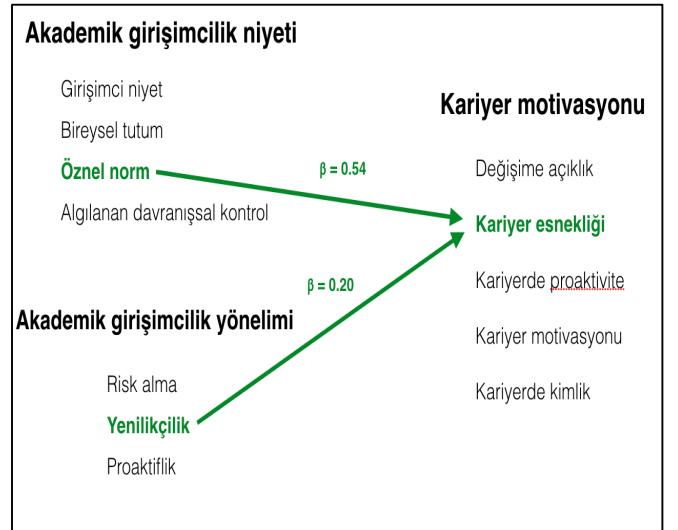 Akademik girişimcilik niyeti
Girişimci niyet
Bireysel tutum
Öznel norm
Algılanan davranışsal kontrol
β = 0.54
Kariyer motivasyonu
Değişime açıklık
Kariyer esnekliği
Kariyerde proaktivite
Kariyer motivasyonu
Kariyerde kimlik
β = 0.20
Akademik girişimcilik yönelimi
Risk alma
Yenilikçilik
Proaktiflik